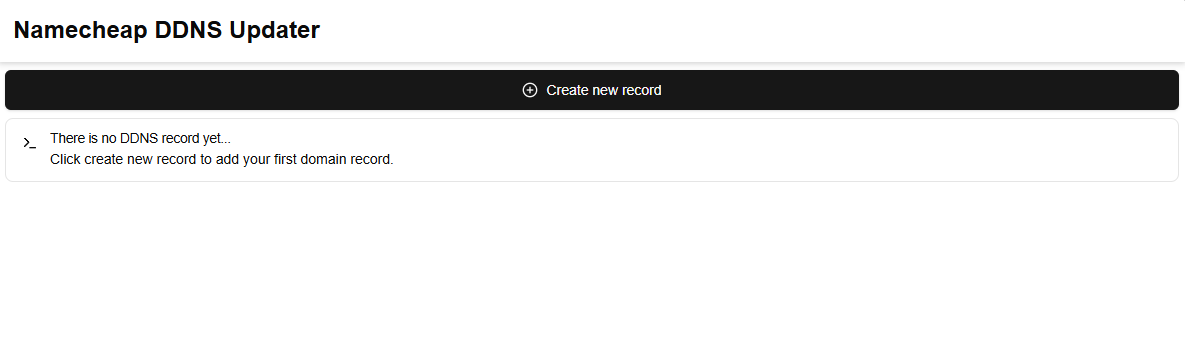 Namecheap DDNS Updater
Create new record
There is no DDNS record yet...
Click create new record to add your first domain record.